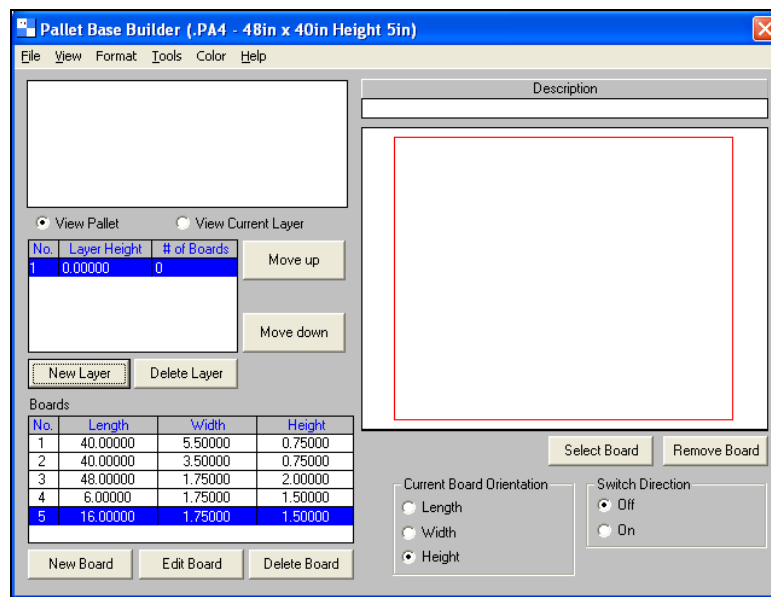 Pallet Base Builder (.PA4 - 48in x 40in Height 5in)
File View Format Tools Color Help
Description
View Pallet View Current Layer
No. Layer Height # of Boards
1 0.00000 0
Move up
Move down
New Layer Delete Layer
Boards
No. Length Width Height
1 40.00000 5.50000 0.75000
2 40.00000 3.50000 0.75000
3 48.00000 1.75000 2.00000
4 6.00000 1.75000 1.50000
5 16.00000 1.75000 1.50000
New Board Edit Board Delete Board
Select Board Remove Board
Current Board Orientation
Length
Width
Height
Switch Direction
Off
On